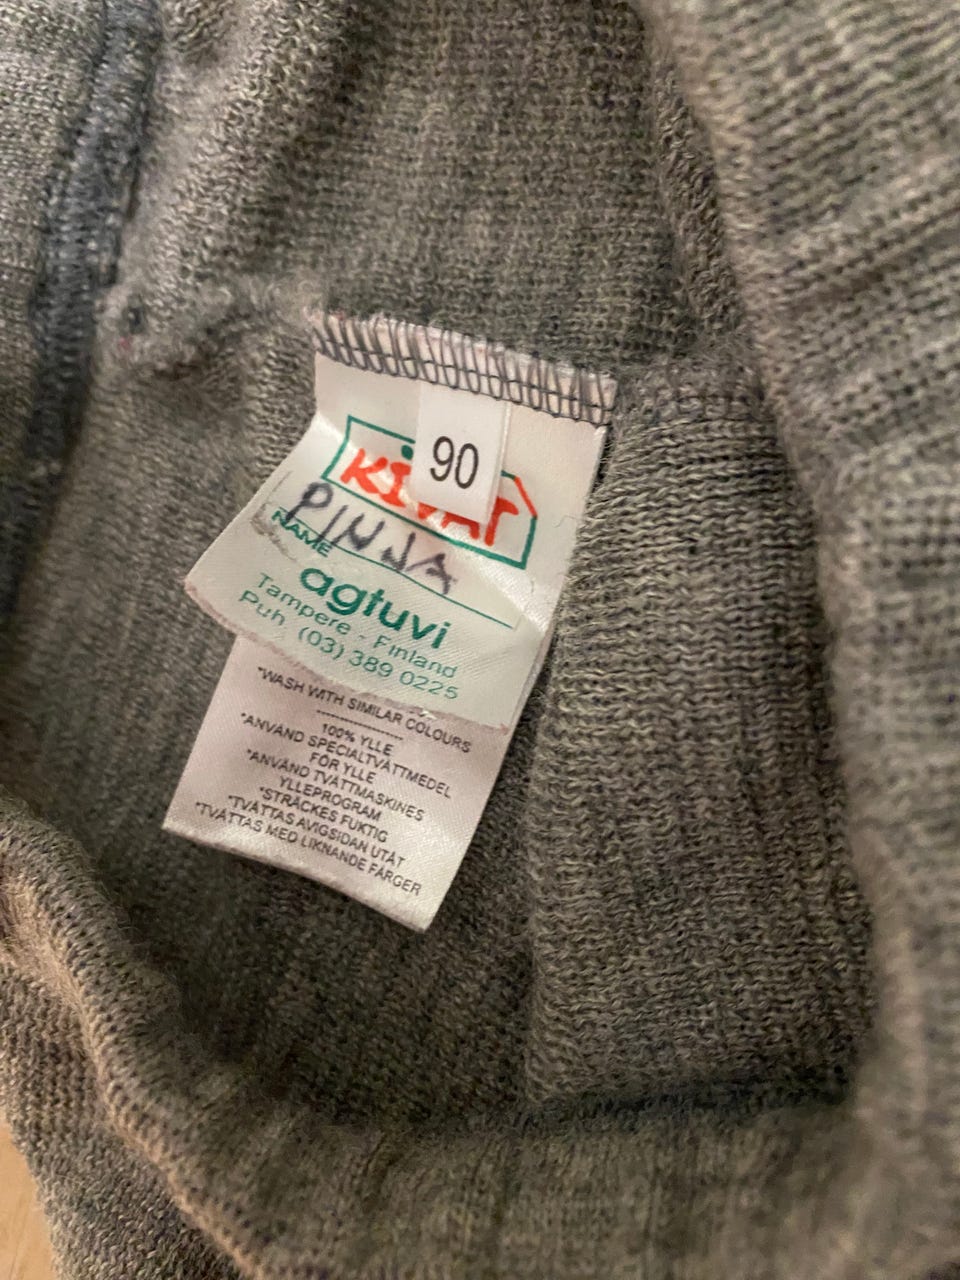 90
KIVAT
PINJA
NAME
agtuvi
Tampere - Finland
Puh (03) 389 0225
*WASH WITH SIMILAR COLOURS
--------------------
100% YLLE
*ANVÄND SPECIALTVÄTTMEDEL
FÖR YLLE
*ANVÄND TVÄTTMASKINES
YLLEPROGRAM
*STRÄCKES FUKTIG
*TVÄTTAS AVIGSIDAN UTÅT
*TVÄTTAS MED LIKNANDE FÄRGER